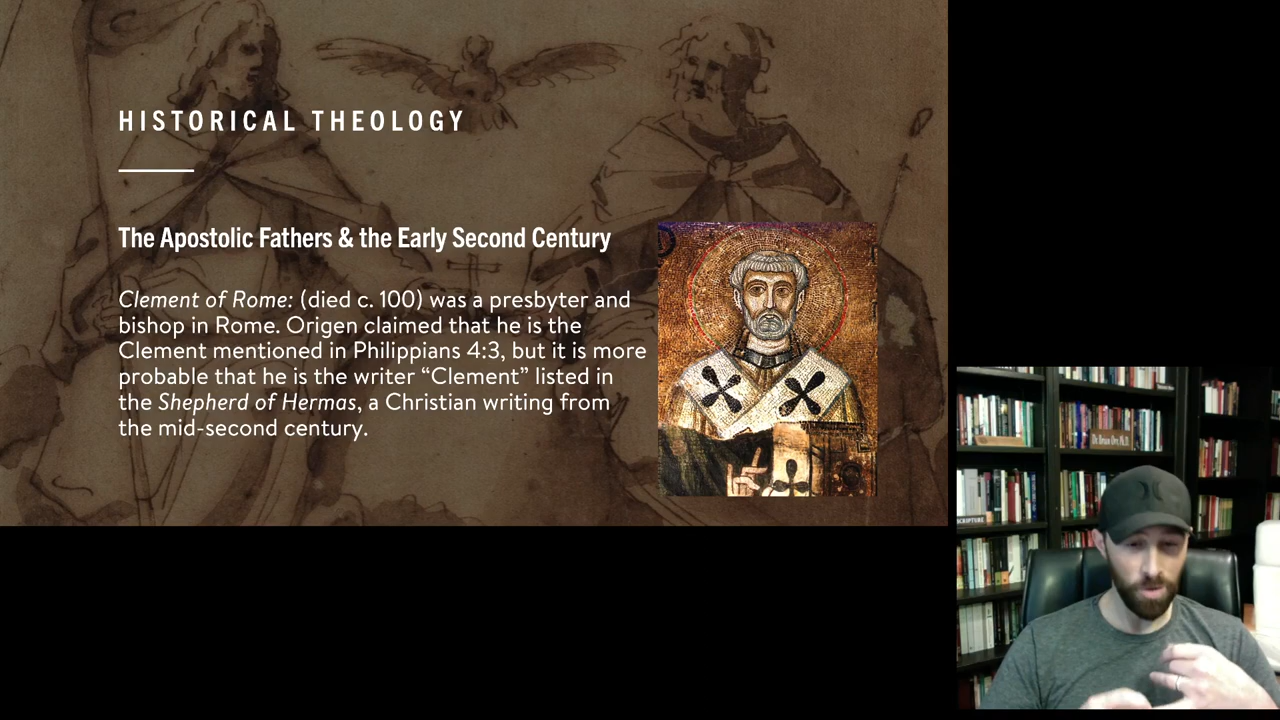 HISTORICAL THEOLOGY
The Apostolic Fathers & the Early Second Century
Clement of Rome: (died c. 100) was a presbyter and
bishop in Rome. Origen claimed that he is the
Clement mentioned in Philippians 4:3, but it is more
probable that he is the writer “Clement” listed in
the Shepherd of Hermas, a Christian writing from
the mid-second century.
SCRIPTURE